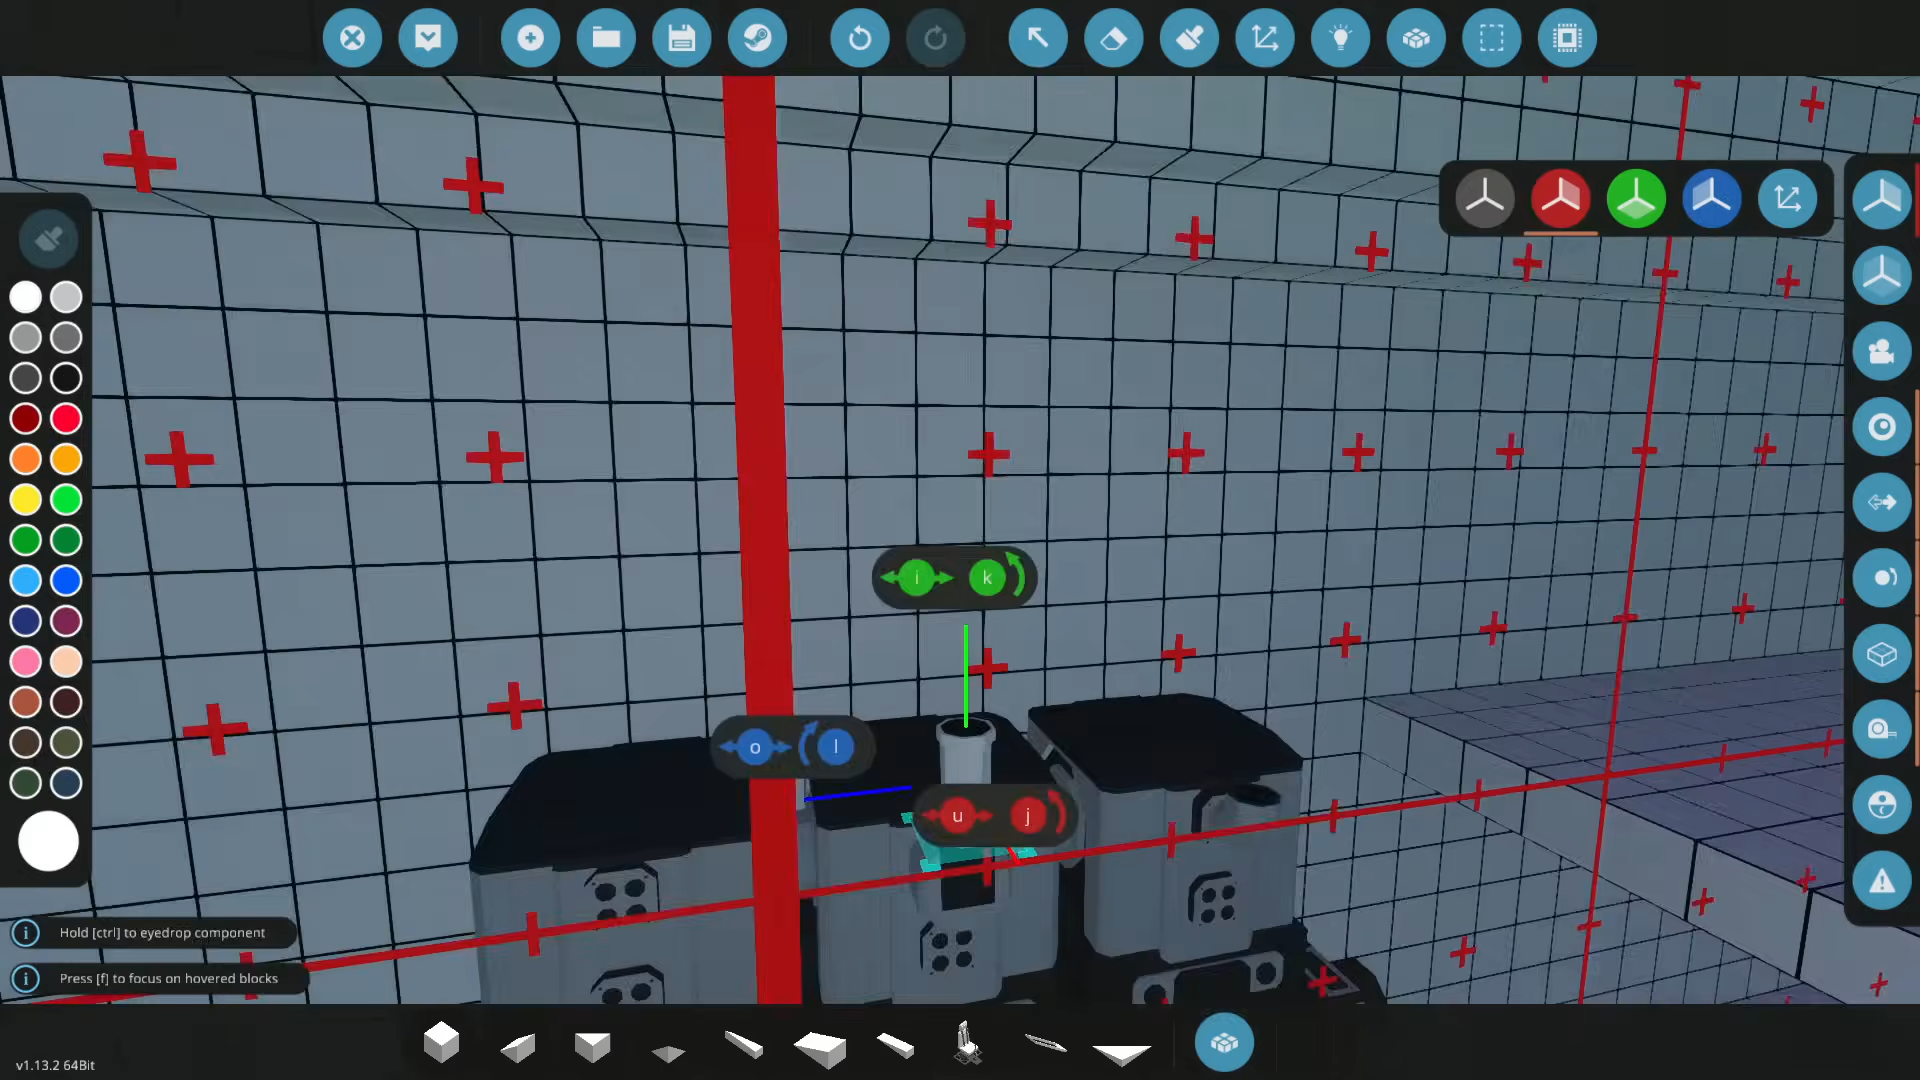 i k
o l
u j
Hold [ctrl] to eyedrop component
Press [f] to focus on hovered blocks
v1.13.2 64Bit